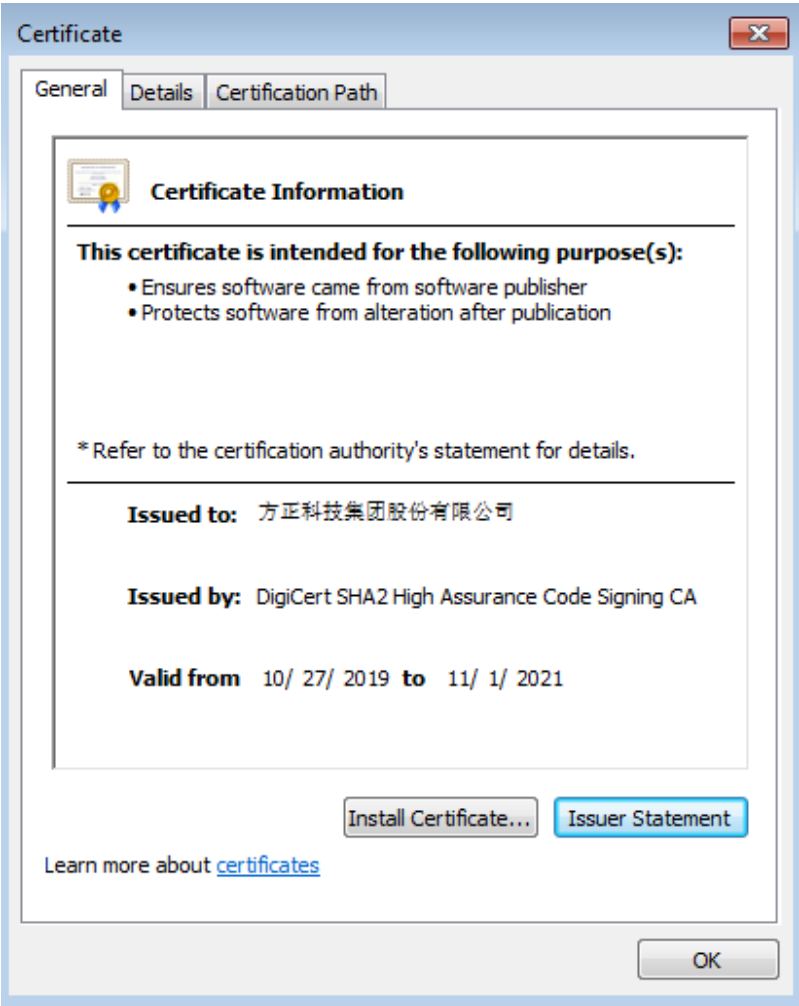 Certificate
General
Details
Certification Path
Certificate Information
This certificate is intended for the following purpose(s):
• Ensures software came from software publisher
• Protects software from alteration after publication
* Refer to the certification authority's statement for details.
Issued to: 方正科技集团股份有限公司
Issued by: DigiCert SHA2 High Assurance Code Signing CA
Valid from 10/ 27/ 2019 to 11/ 1/ 2021
Install Certificate...
Issuer Statement
Learn more about certificates
OK